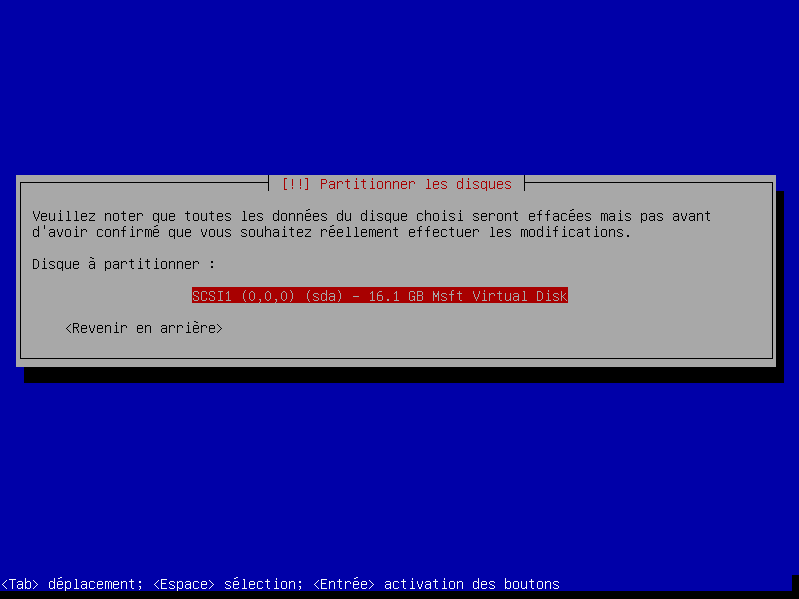 [!!] Partitionner les disques
Veuillez noter que toutes les données du disque choisi seront effacées mais pas avant
d'avoir confirmé que vous souhaitez réellement effectuer les modifications.
Disque à partitionner :
SCSI1 (0,0,0) (sda) - 16.1 GB Msft Virtual Disk
<Revenir en arrière>
<Tab> déplacement; <Espace> sélection; <Entrée> activation des boutons